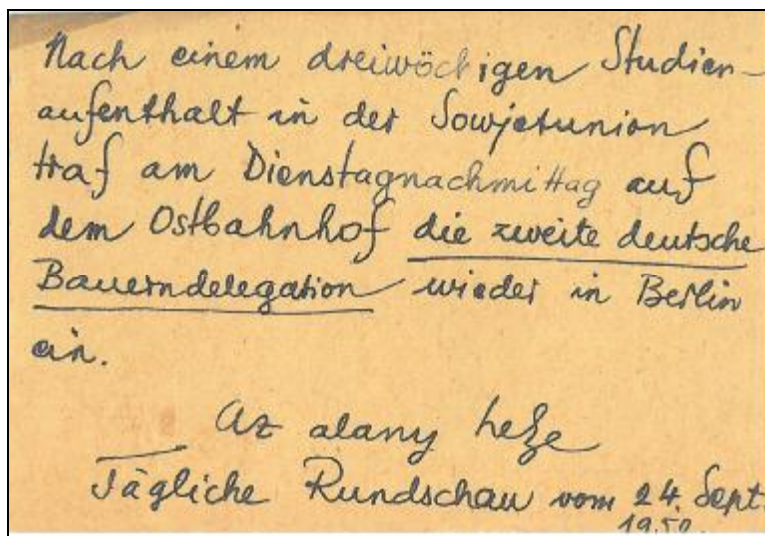 Nach einem dreiwöchigen Studien-
aufenthalt in der Sowjetunion
traf am Dienstagnachmittag auf
dem Ostbahnhof die zweite deutsche
Bauerndelegation wieder in Berlin
ein.
Az alany helye
Tägliche Rundschau vom 24. Sept.
1950.